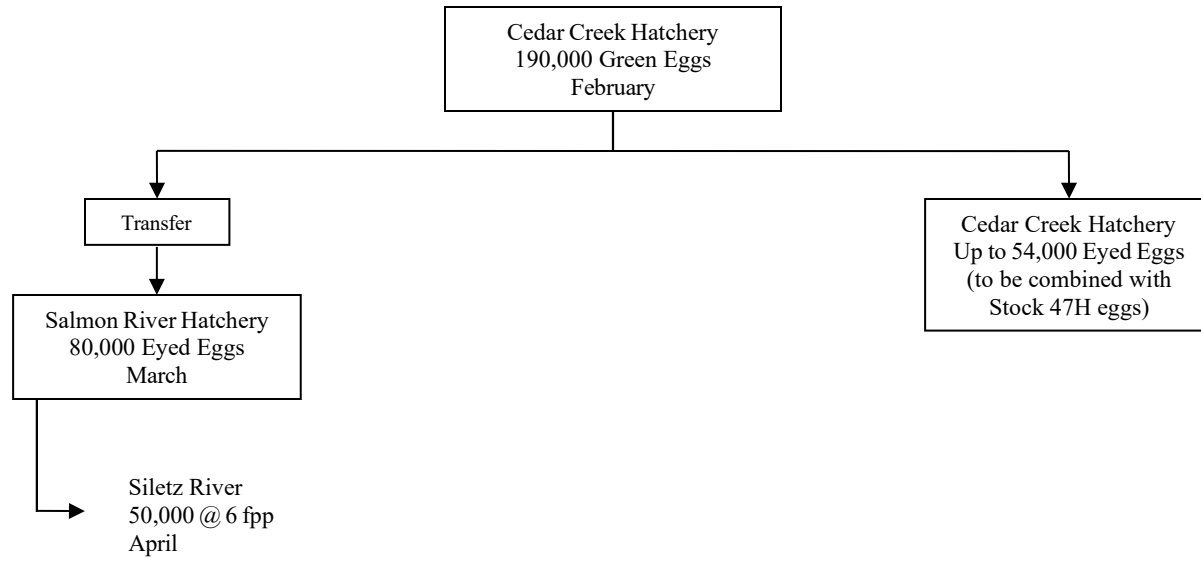 Cedar Creek Hatchery
190,000 Green Eggs
February
Transfer
Salmon River Hatchery
80,000 Eyed Eggs
March
Siletz River
50,000 @ 6 fpp
April
Cedar Creek Hatchery
Up to 54,000 Eyed Eggs
(to be combined with
Stock 47H eggs)